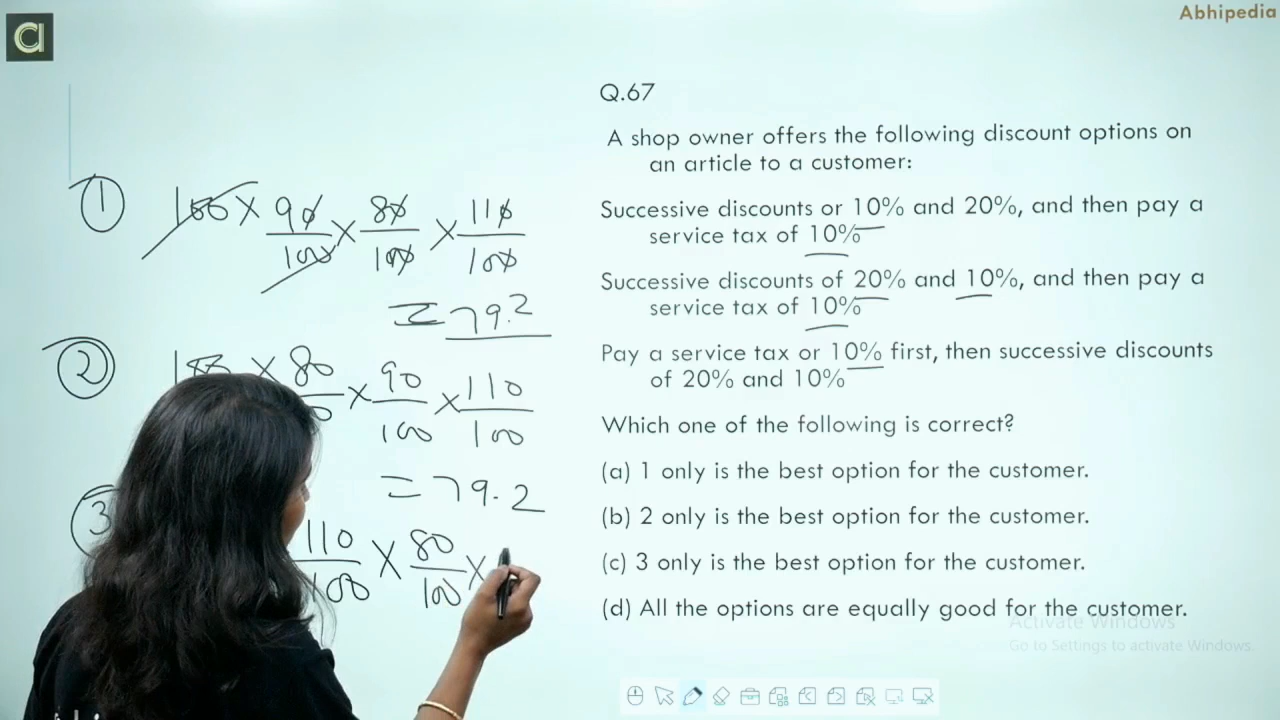 Abhipedia
a
Q.67
A shop owner offers the following discount options on
an article to a customer:
Successive discounts or 10% and 20%, and then pay a
service tax of 10%
Successive discounts of 20% and 10%, and then pay a
service tax of 10%
Pay a service tax or 10% first, then successive discounts
of 20% and 10%
Which one of the following is correct?
(a) 1 only is the best option for the customer.
(b) 2 only is the best option for the customer.
(c) 3 only is the best option for the customer.
(d) All the options are equally good for the customer.
Activate Windows
Go to Settings to activate Windows.
1 100 × 90/100 × 80/100 × 110/100
= 79.2
2 100 × 80 × 90/100 × 110/100
= 79.2
3 110/100 × 80/100 ×